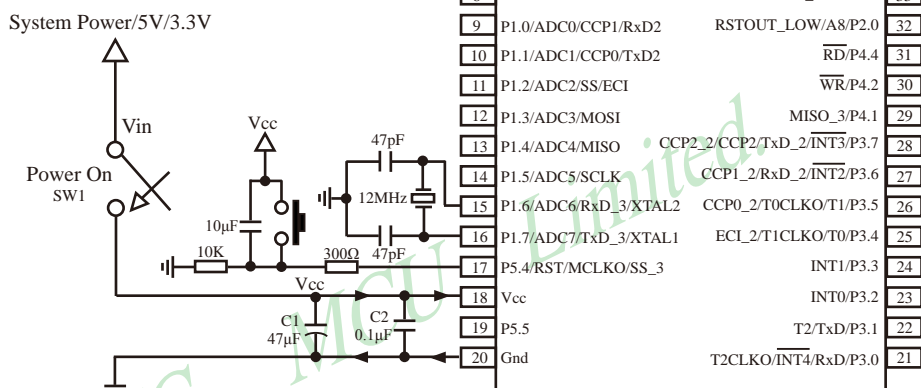 System Power/5V/3.3V
Vin
Power On
SW1
Vcc
10μF
10K
300Ω
47pF
12MHz
47pF
Vcc
C1
47μF
C2
0.1μF
9 P1.0/ADC0/CCP1/RxD2
10 P1.1/ADC1/CCP0/TxD2
11 P1.2/ADC2/SS/ECI
12 P1.3/ADC3/MOSI
13 P1.4/ADC4/MISO
14 P1.5/ADC5/SCLK
15 P1.6/ADC6/RxD_3/XTAL2
16 P1.7/ADC7/TxD_3/XTAL1
17 P5.4/RST/MCLKO/SS_3
18 Vcc
19 P5.5
20 Gnd
RSTOUT_LOW/A8/P2.0 32
RD/P4.4 31
WR/P4.2 30
MISO_3/P4.1 29
CCP2_2/CCP2/TxD_2/INT3/P3.7 28
CCP1_2/RxD_2/INT2/P3.6 27
CCP0_2/T0CLKO/T1/P3.5 26
ECI_2/T1CLKO/T0/P3.4 25
INT1/P3.3 24
INT0/P3.2 23
T2/TxD/P3.1 22
T2CLKO/INT4/RxD/P3.0 21
MCU Limited.